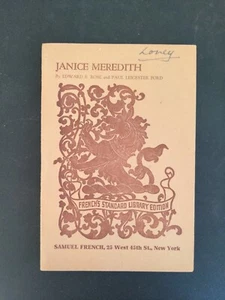 Loney
JANICE MEREDITH
By EDWARD E. ROSE and PAUL LEICESTER FORD
FRENCH'S STANDARD LIBRARY EDITION
SAMUEL FRENCH, 25 West 45th St., New York